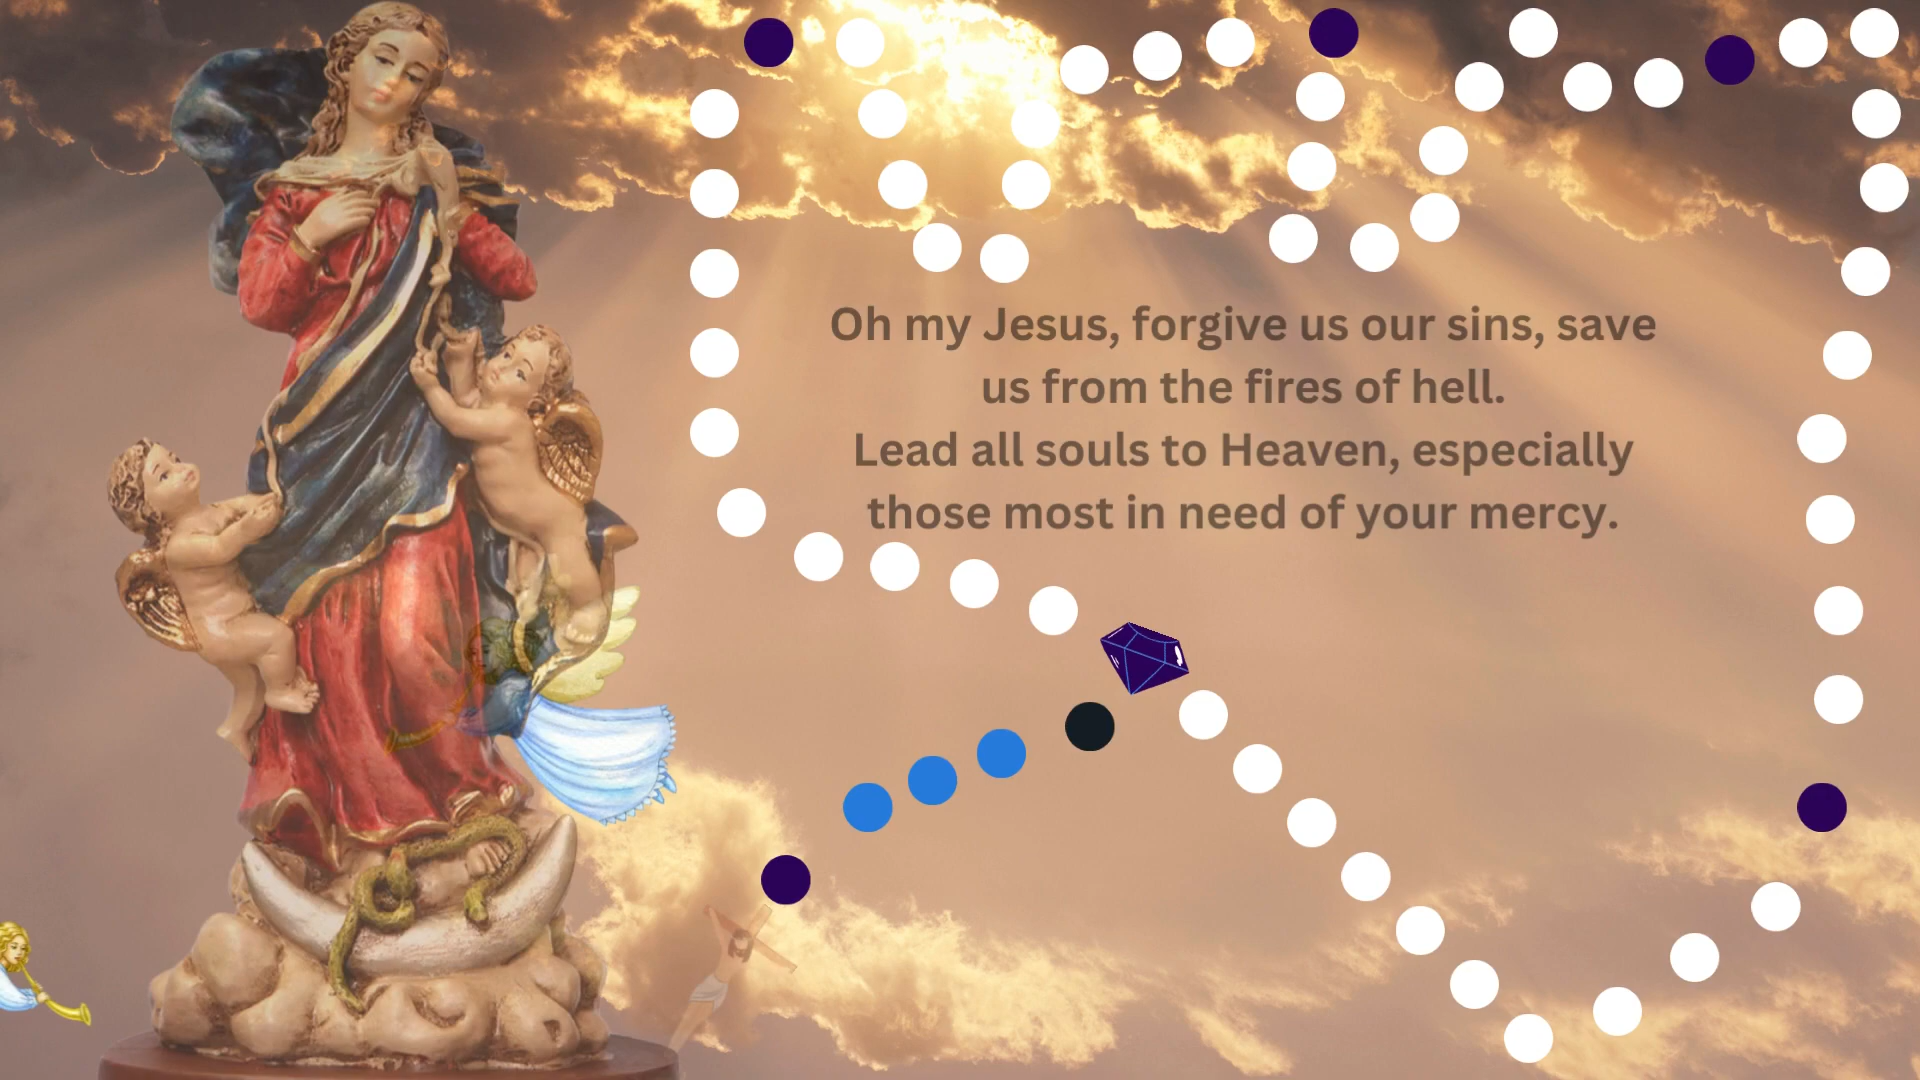 Oh my Jesus, forgive us our sins, save
us from the fires of hell.
Lead all souls to Heaven, especially
those most in need of your mercy.